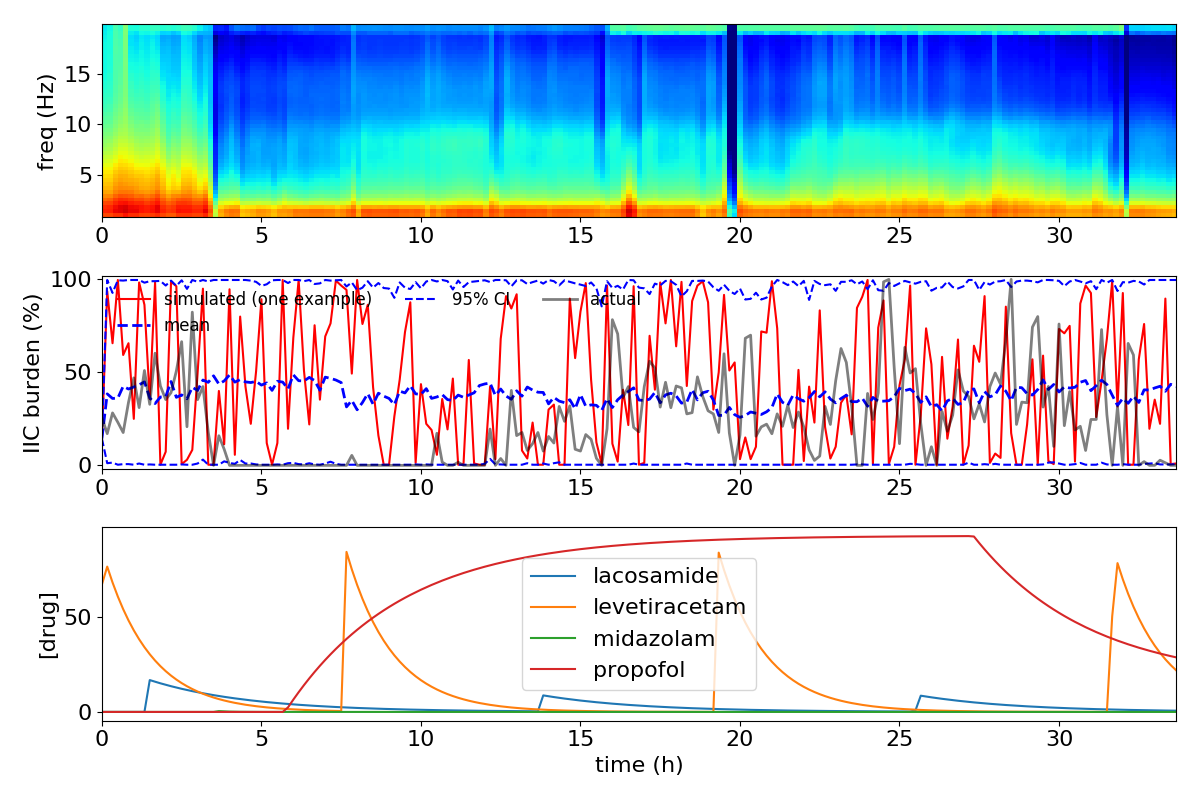 freq (Hz)
15
10
5
0 5 10 15 20 25 30
IIC burden (%)
100
50
0
simulated (one example) 95% CI actual
mean
0 5 10 15 20 25 30
[drug]
50
0
lacosamide
levetiracetam
midazolam
propofol
0 5 10 15 20 25 30
time (h)